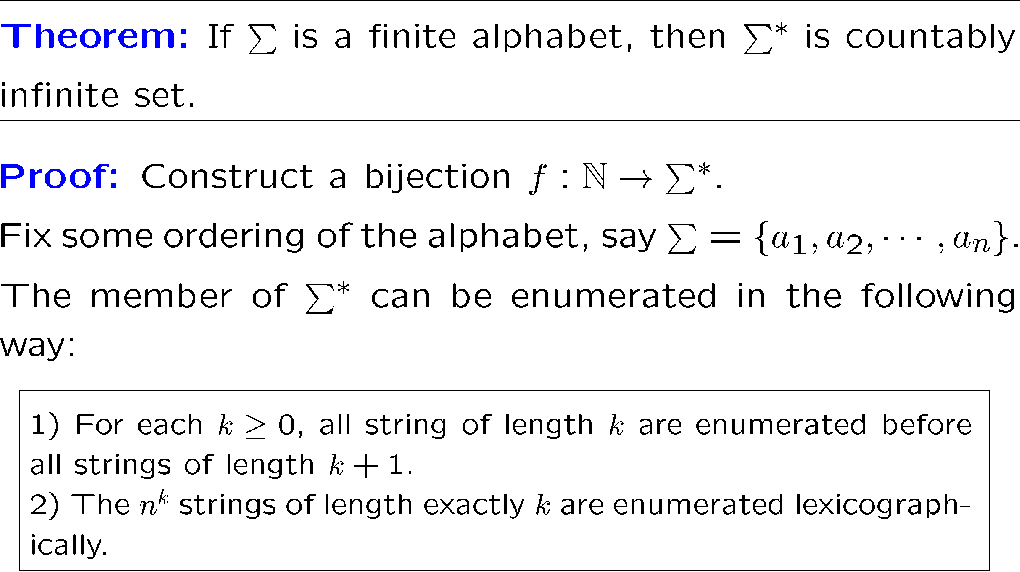 Theorem: If ∑ is a finite alphabet, then ∑* is countably
infinite set.
Proof: Construct a bijection f : ℕ → ∑*.
Fix some ordering of the alphabet, say ∑ = {a₁, a₂, ⋯ , aₙ}.
The member of ∑* can be enumerated in the following
way:
1) For each k ≥ 0, all string of length k are enumerated before
all strings of length k + 1.
2) The nᵏ strings of length exactly k are enumerated lexicograph-
ically.